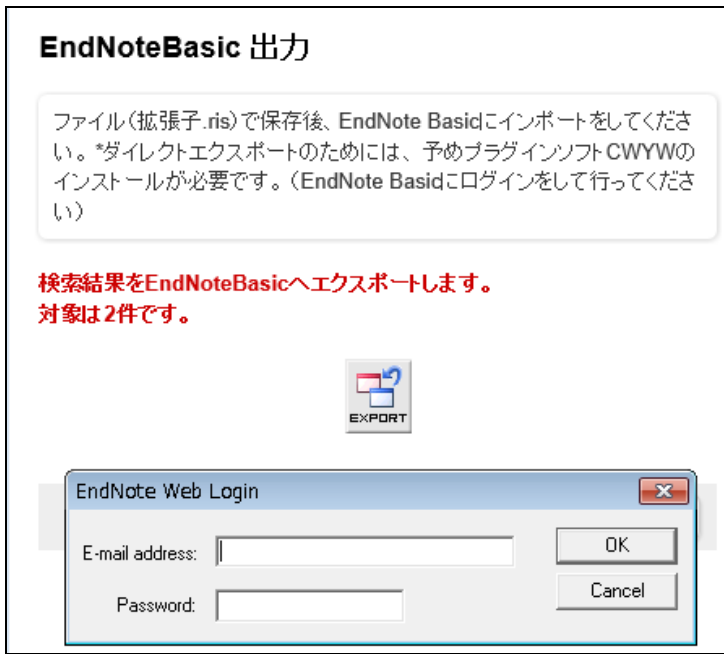 EndNoteBasic 出力
ファイル(拡張子.ris)で保存後、EndNote Basicにインポートをしてくださ
い。*ダイレクトエクスポートのためには、予めプラグインソフトCWYWの
インストールが必要です。(EndNote Basicにログインをして行ってくださ
い)
検索結果をEndNoteBasicへエクスポートします。
対象は2件です。
EXPORT
EndNote Web Login
E-mail address:
OK
Password:
Cancel